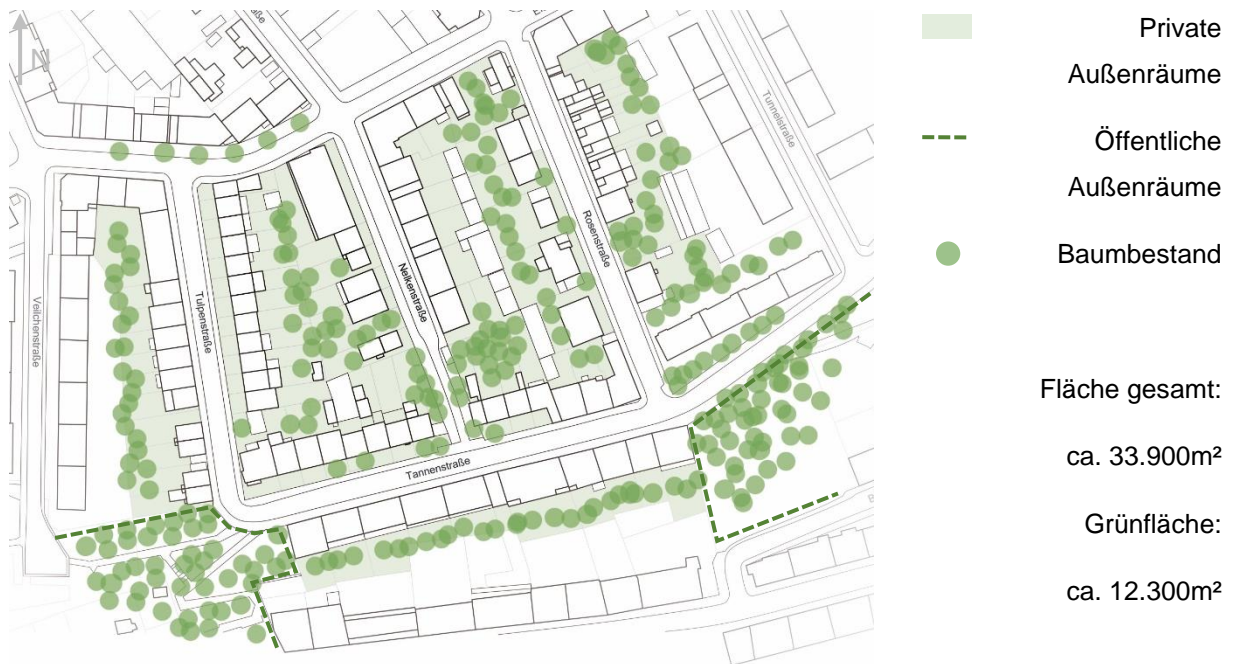 N
Veilchenstraße
Tulpenstraße
Nelkenstraße
Rosenstraße
Tunnelstraße
Tannenstraße
Private
Außenräume
Öffentliche
Außenräume
Baumbestand
Fläche gesamt:
ca. 33.900m²
Grünfläche:
ca. 12.300m²